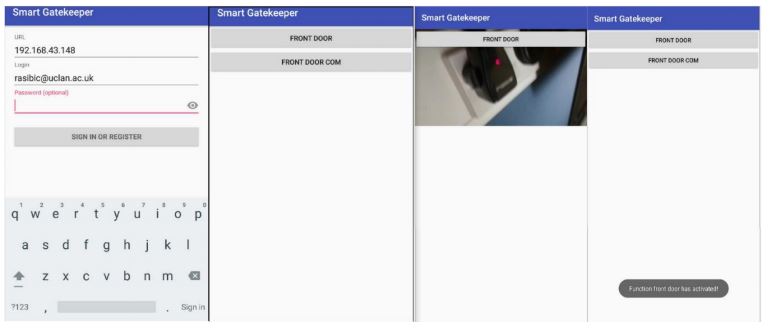 Smart Gatekeeper
URL
192.168.43.148
Login
rasibic@uclan.ac.uk
Password (optional)
SIGN IN OR REGISTER
1 2 3 4 5 6 7 8 9 0
q w e r t y u i o p
a s d f g h j k l
z x c v b n m
?123 , . Sign in
Smart Gatekeeper
FRONT DOOR
FRONT DOOR COM
Smart Gatekeeper
FRONT DOOR
Smart Gatekeeper
FRONT DOOR
FRONT DOOR COM
Function front door has activated!